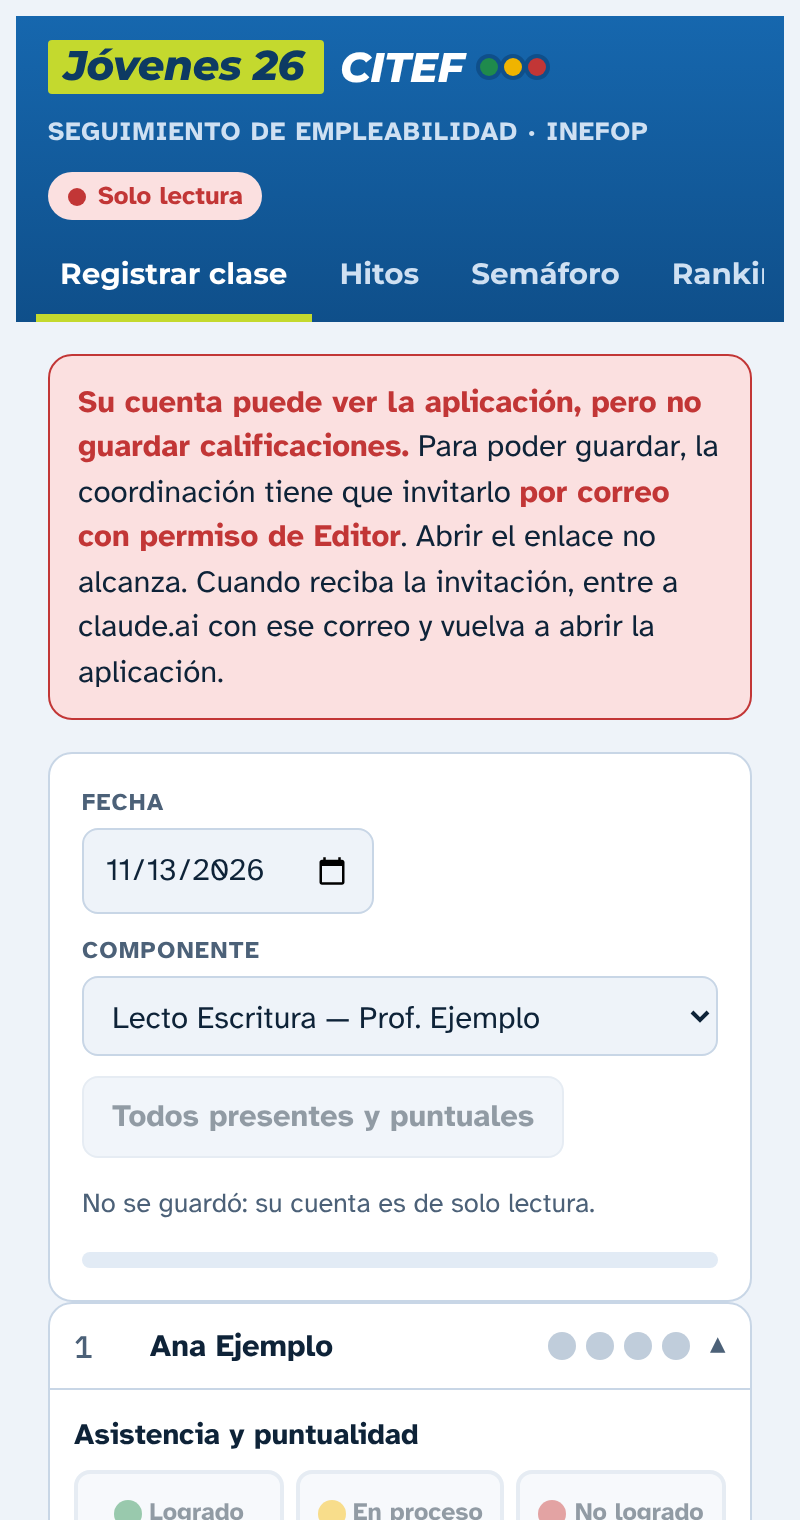 Jóvenes 26 CITEF
SEGUIMIENTO DE EMPLEABILIDAD · INEFOP
Solo lectura
Registrar clase Hitos Semáforo
Su cuenta puede ver la aplicación, pero no
guardar calificaciones. Para poder guardar, la
coordinación tiene que invitarlo por correo
con permiso de Editor. Abrir el enlace no
alcanza. Cuando reciba la invitación, entre a
claude.ai con ese correo y vuelva a abrir la
aplicación.
FECHA
11/13/2026
COMPONENTE
Lecto Escritura — Prof. Ejemplo
Todos presentes y puntuales
No se guardó: su cuenta es de solo lectura.
1 Ana Ejemplo ▲
Asistencia y puntualidad
Logrado En proceso No logrado